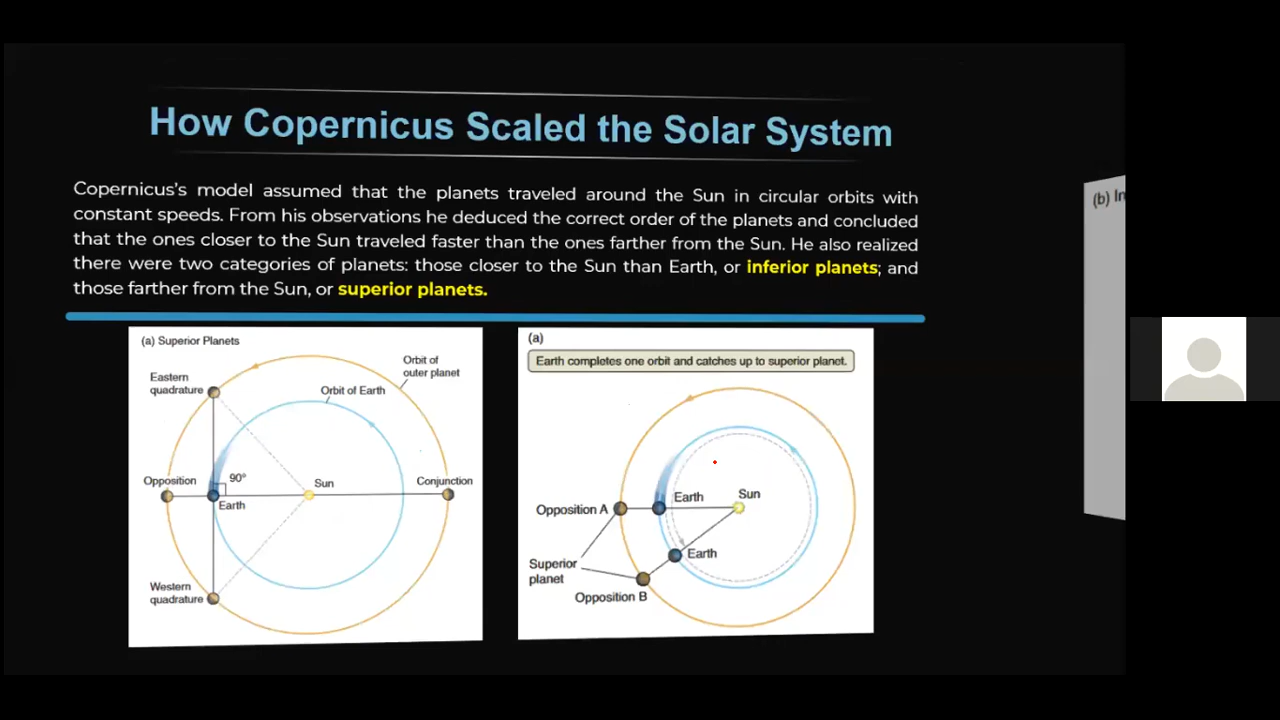 How Copernicus Scaled the Solar System
Copernicus's model assumed that the planets traveled around the Sun in circular orbits with
constant speeds. From his observations he deduced the correct order of the planets and concluded
that the ones closer to the Sun traveled faster than the ones farther from the Sun. He also realized
there were two categories of planets: those closer to the Sun than Earth, or inferior planets; and
those farther from the Sun, or superior planets.
(a) Superior Planets
Orbit of
outer planet
Eastern
quadrature
Orbit of Earth
Opposition
90°
Sun
Conjunction
Earth
Western
quadrature
(a)
Earth completes one orbit and catches up to superior planet.
Earth
Sun
Opposition A
Earth
Superior
planet
Opposition B
(b)